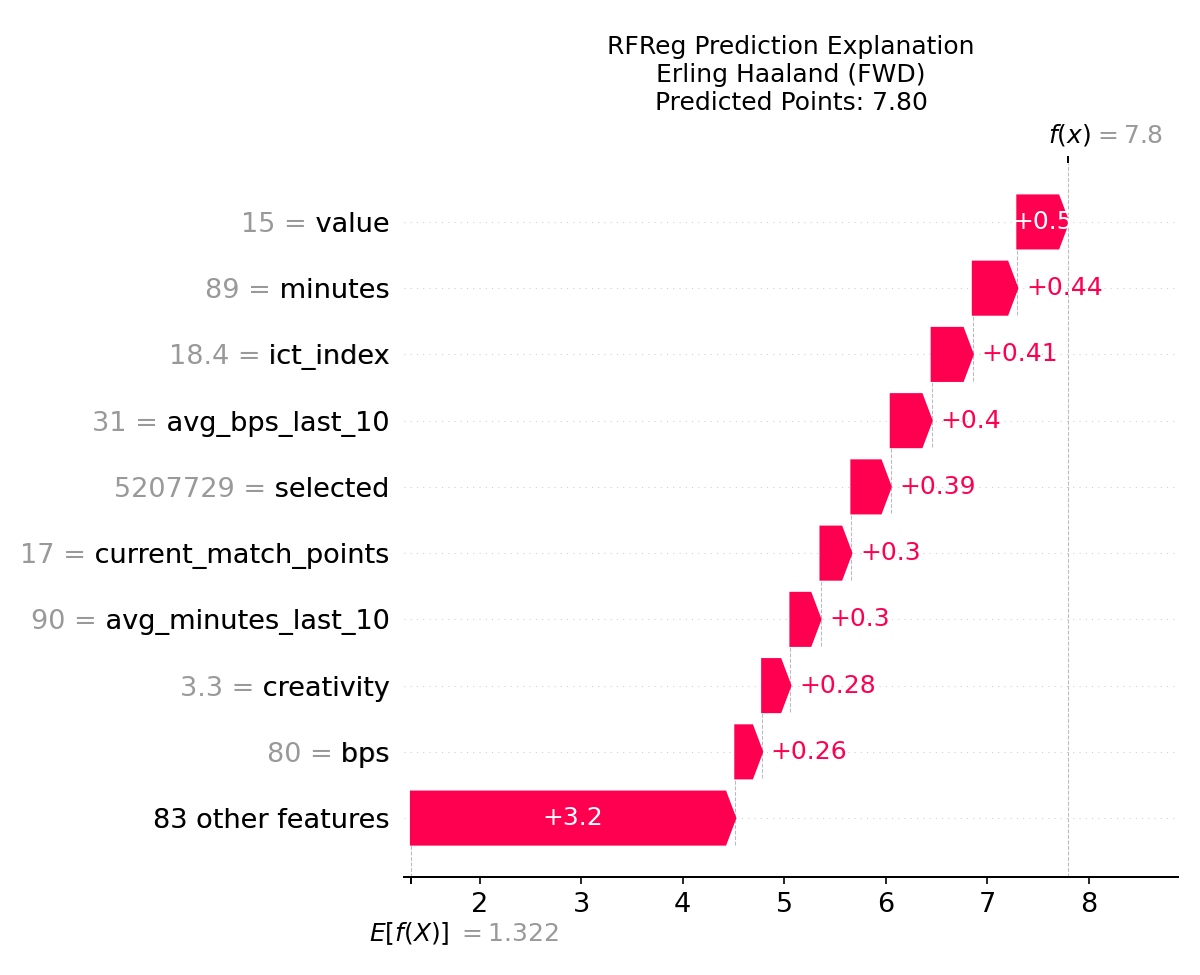 RFReg Prediction Explanation
Erling Haaland (FWD)
Predicted Points: 7.80
f(x) = 7.8
15 = value
+0.5
89 = minutes
+0.44
18.4 = ict_index
+0.41
31 = avg_bps_last_10
+0.4
5207729 = selected
+0.39
17 = current_match_points
+0.3
90 = avg_minutes_last_10
+0.3
3.3 = creativity
+0.28
80 = bps
+0.26
83 other features
+3.2
2 3 4 5 6 7 8
E[f(X)] = 1.322